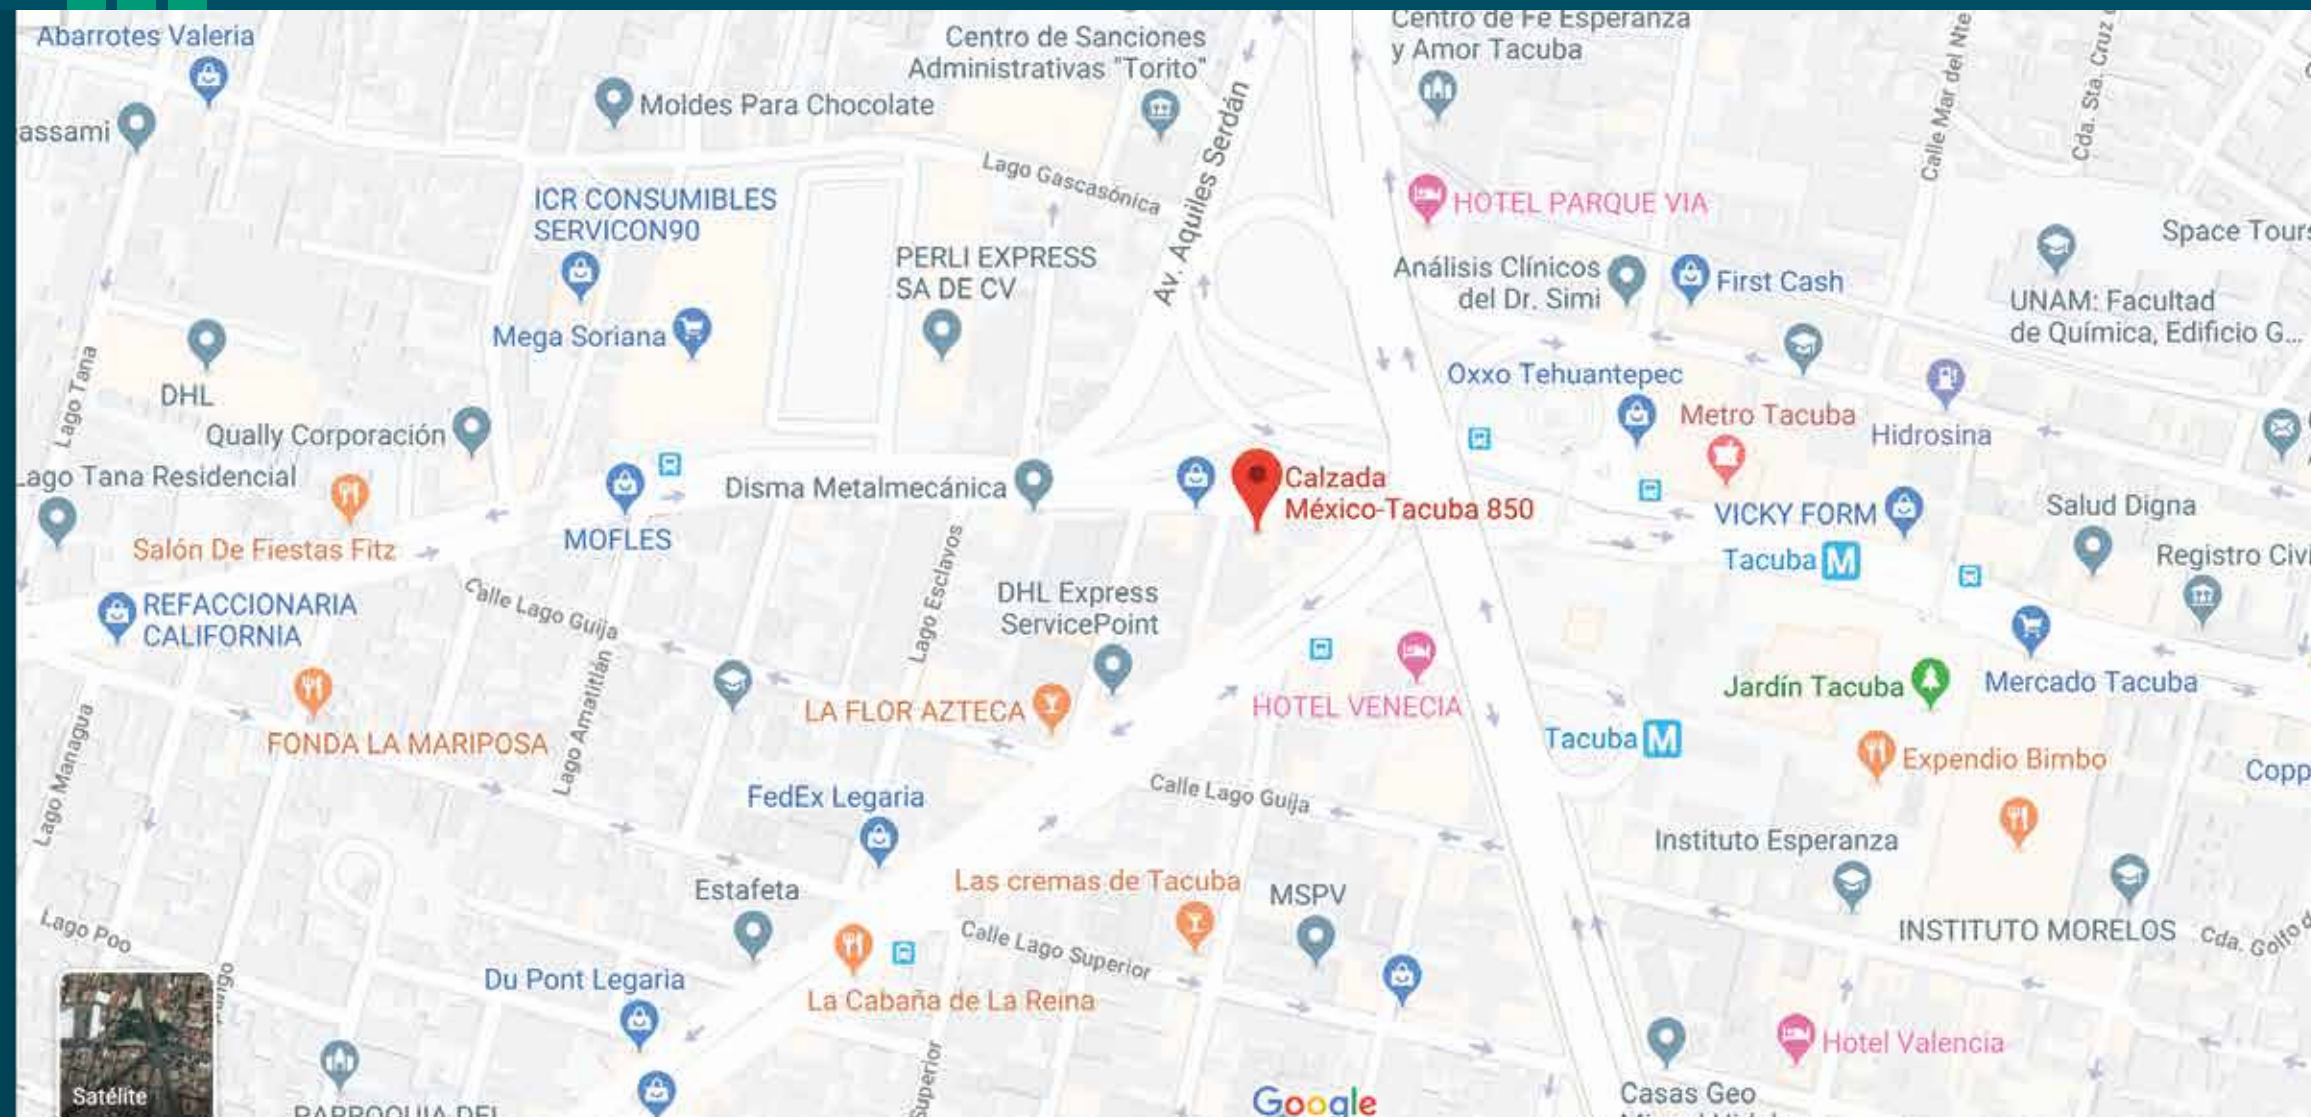 Abarrotes Valeria
assami
Moldes Para Chocolate
Centro de Sanciones
Administrativas "Torito"
Centro de Fe Esperanza
y Amor Tacuba
Calle Mar del Nte
Cda. Sta. Cruz
Av. Aquiles Serdán
Lago Gascasónica
ICR CONSUMIBLES
SERVICON90
HOTEL PARQUE VIA
PERLI EXPRESS
SA DE CV
Análisis Clínicos
del Dr. Simi
First Cash
Space Tours
UNAM: Facultad
de Química, Edificio G...
Mega Soriana
Lago Tana
DHL
Oxxo Tehuantepec
Metro Tacuba
Hidrosina
Qually Corporación
Lago Tana Residencial
Disma Metalmecánica
Calzada
México-Tacuba 850
MOFLES
VICKY FORM
Salud Digna
Salón De Fiestas Fitz
Tacuba M
Registro Civi
Lago Esclavos
REFACCIONARIA
CALIFORNIA
Calle Lago Guija
DHL Express
ServicePoint
Lago Amatitlán
LA FLOR AZTECA
HOTEL VENECIA
Jardín Tacuba
Mercado Tacuba
FONDA LA MARIPOSA
Lago Managua
Tacuba M
Expendio Bimbo
Copp
FedEx Legaria
Calle Lago Guija
Instituto Esperanza
Estafeta
Las cremas de Tacuba
MSPV
INSTITUTO MORELOS
Cda. Golfo d
Lago Poo
Calle Lago Superior
Du Pont Legaria
La Cabaña de La Reina
Hotel Valencia
Superior
Satélite
PARROQUIA DEL
Google
Casas Geo